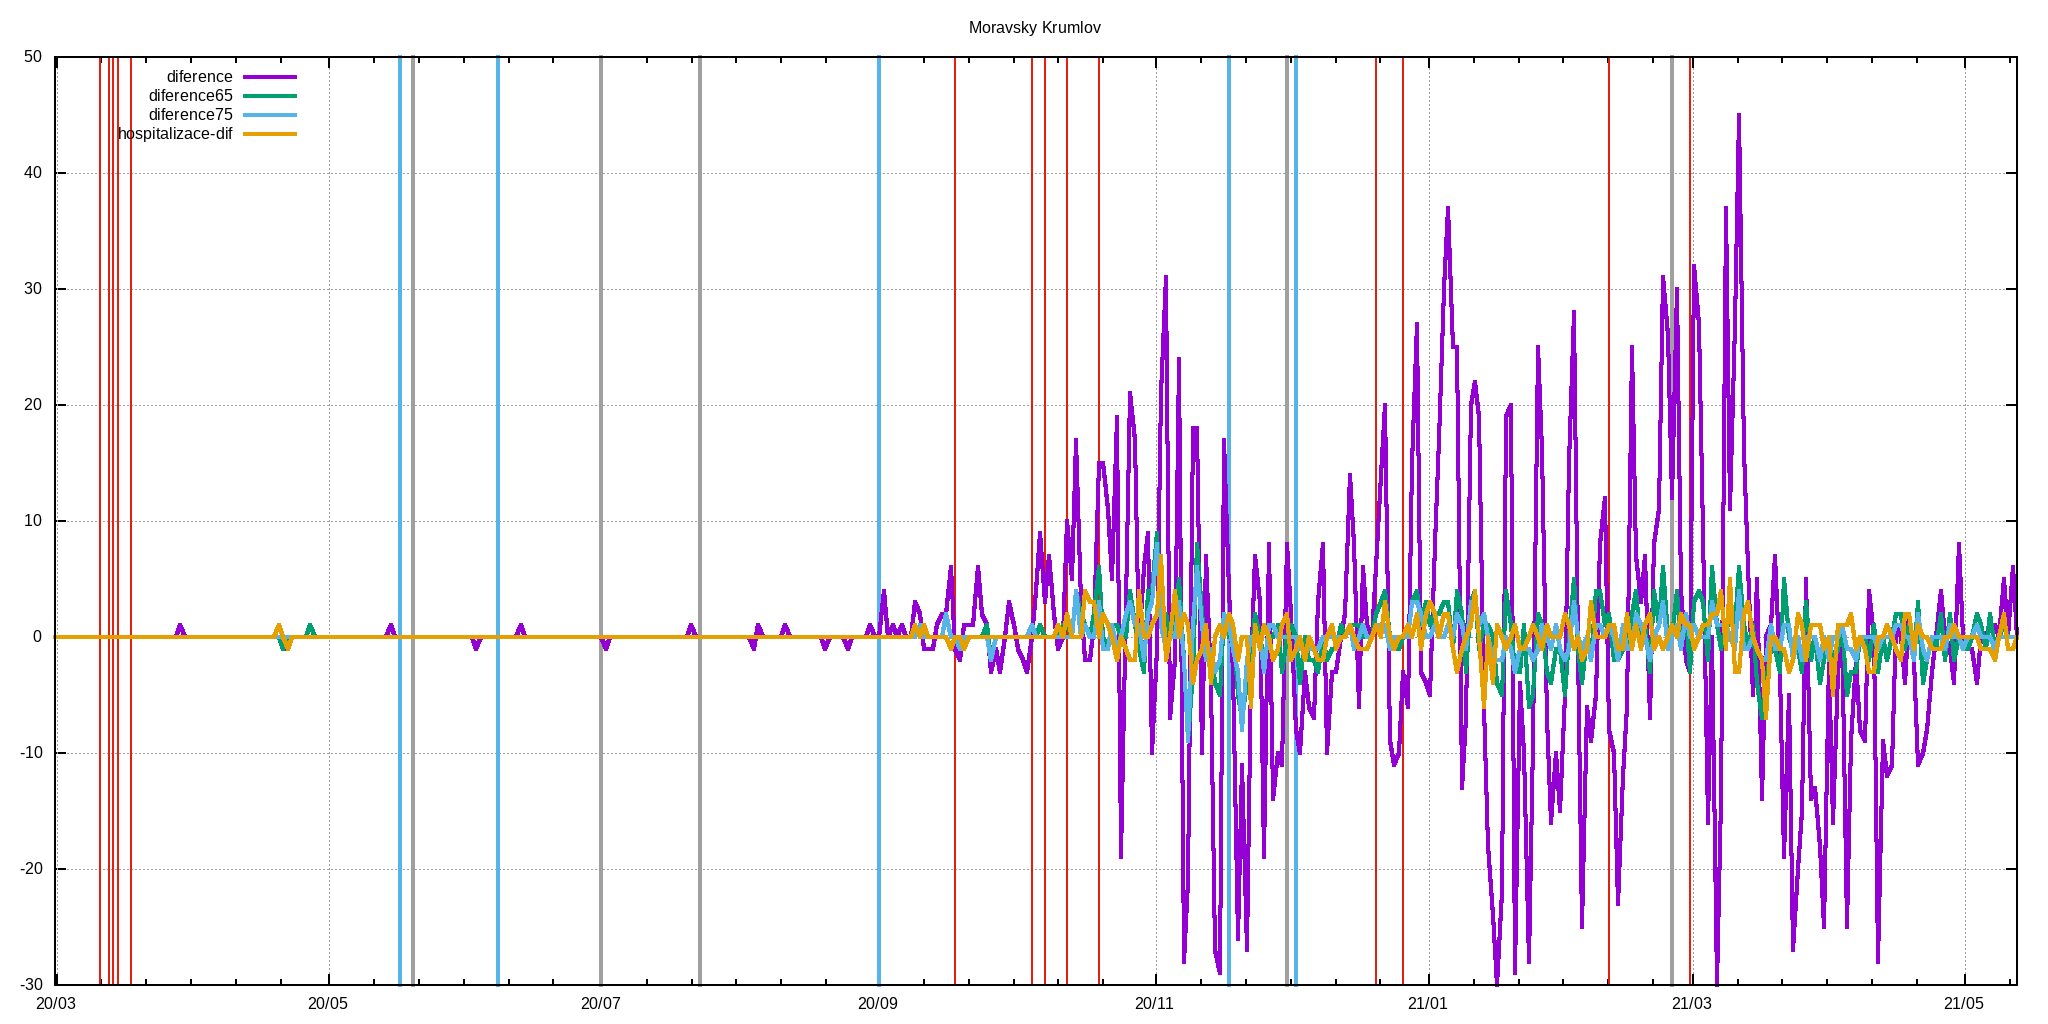 Moravsky Krumlov
diference
diference65
diference75
hospitalizace-dif
50
40
30
20
10
0
-10
-20
-30
20/03 20/05 20/07 20/09 20/11 21/01 21/03 21/05